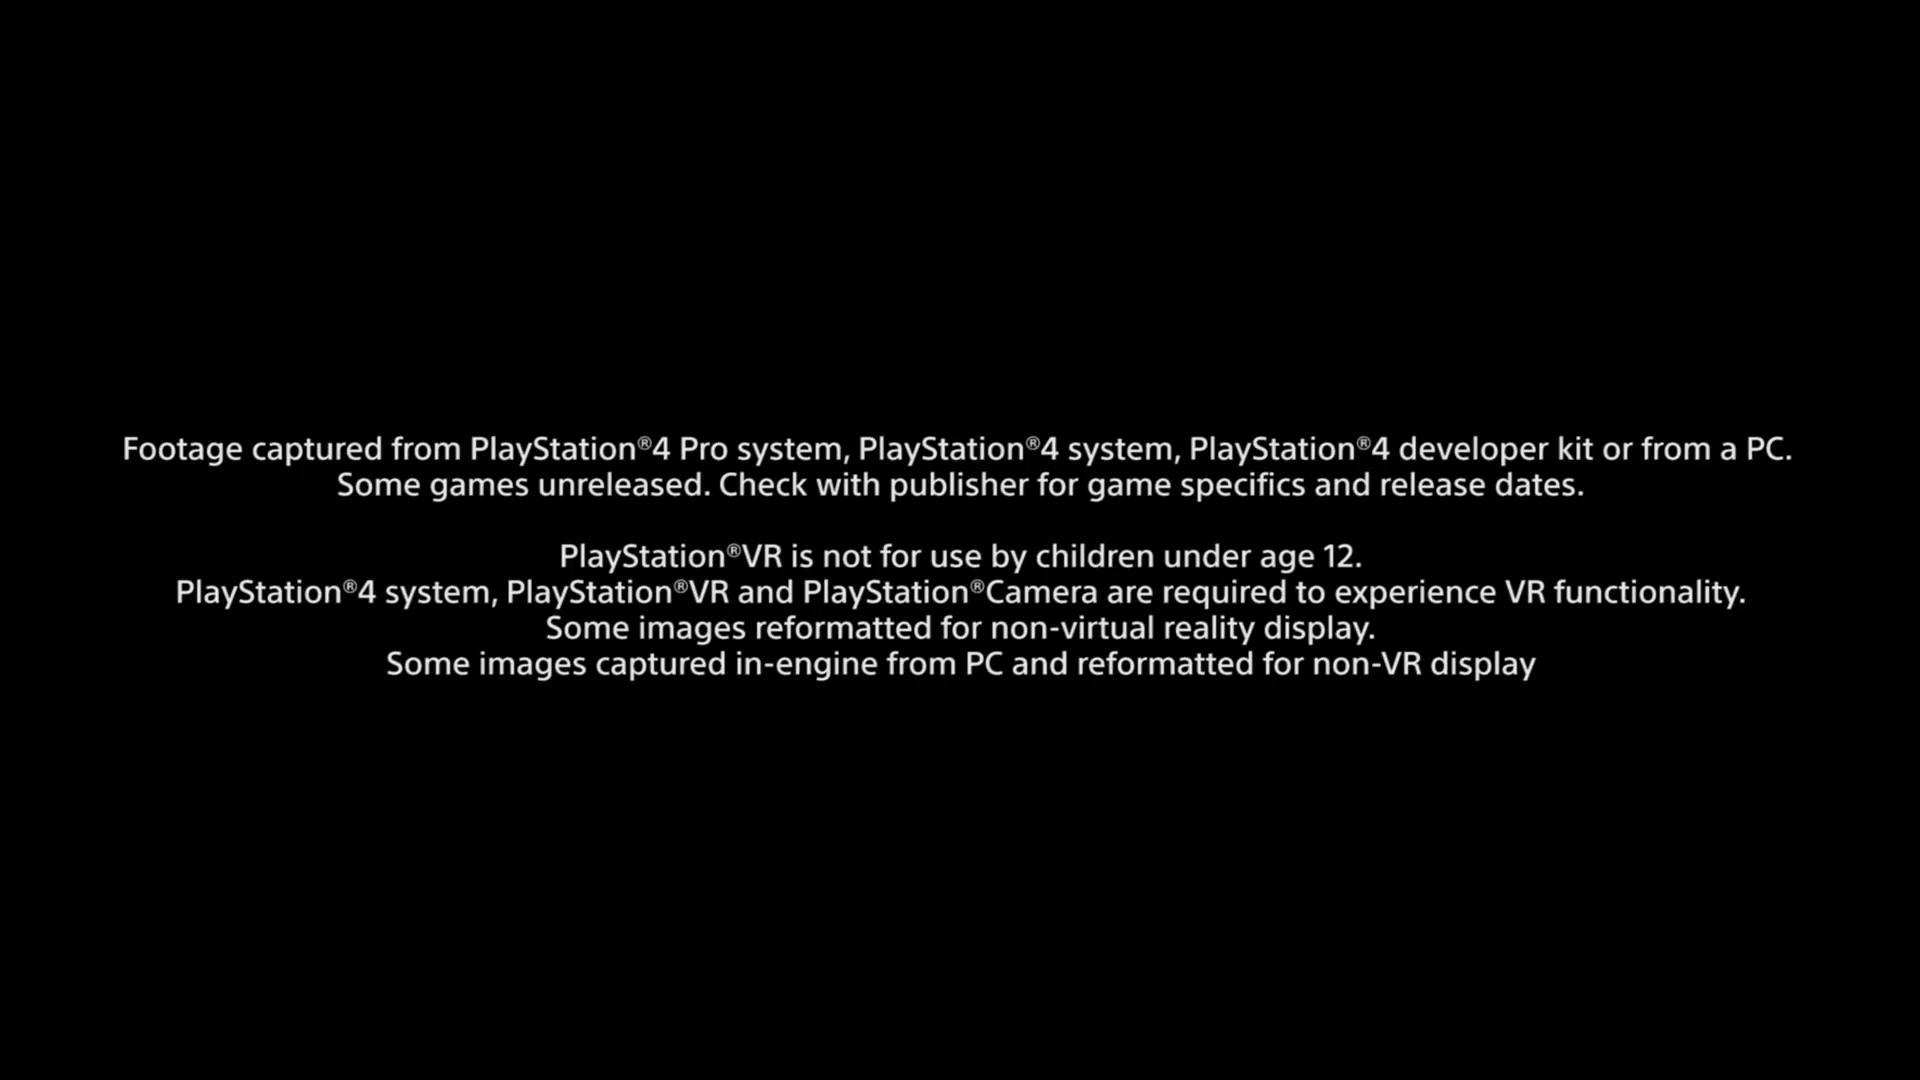 Footage captured from PlayStation®4 Pro system, PlayStation®4 system, PlayStation®4 developer kit or from a PC.
Some games unreleased. Check with publisher for game specifics and release dates.
PlayStation®VR is not for use by children under age 12.
PlayStation®4 system, PlayStation®VR and PlayStation®Camera are required to experience VR functionality.
Some images reformatted for non-virtual reality display.
Some images captured in-engine from PC and reformatted for non-VR display